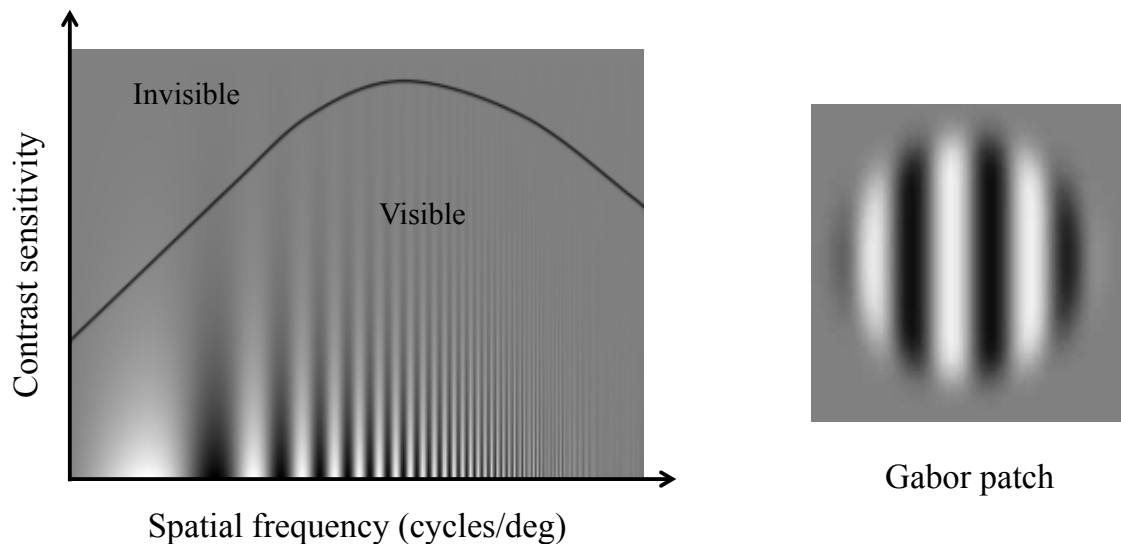 Invisible
Visible
Contrast sensitivity
Spatial frequency (cycles/deg)
Gabor patch